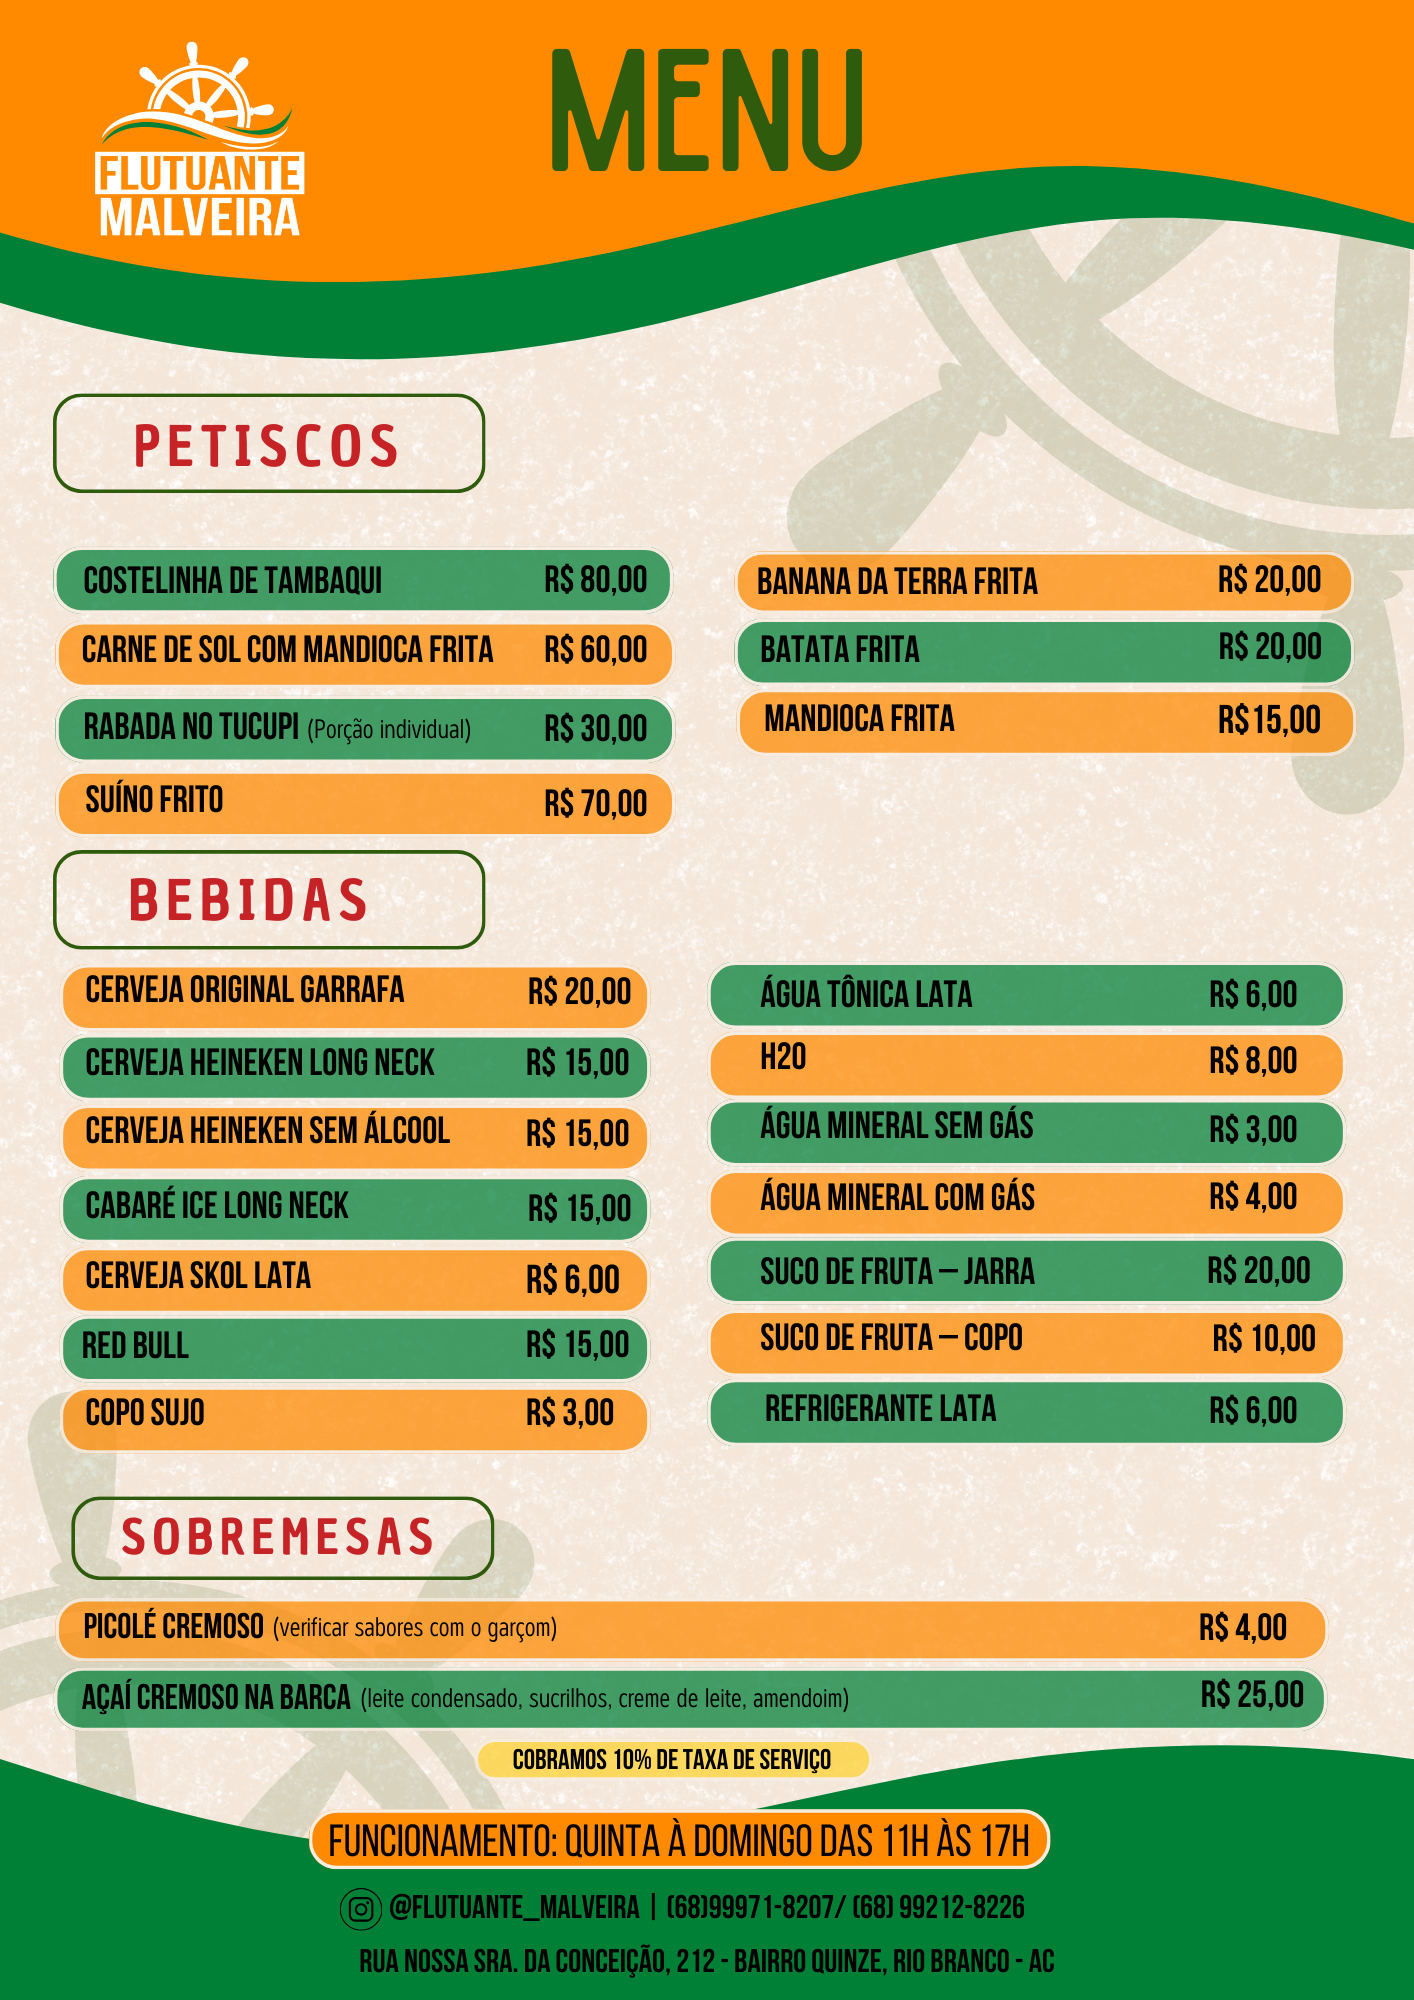 FLUTUANTE
MALVEIRA
MENU
PETISCOS
COSTELINHA DE TAMBAQUI R$ 80,00
CARNE DE SOL COM MANDIOCA FRITA R$ 60,00
RABADA NO TUCUPI (Porção individual) R$ 30,00
SUÍNO FRITO R$ 70,00
BANANA DA TERRA FRITA R$ 20,00
BATATA FRITA R$ 20,00
MANDIOCA FRITA R$15,00
BEBIDAS
CERVEJA ORIGINAL GARRAFA R$ 20,00
CERVEJA HEINEKEN LONG NECK R$ 15,00
CERVEJA HEINEKEN SEM ÁLCOOL R$ 15,00
CABARÉ ICE LONG NECK R$ 15,00
CERVEJA SKOL LATA R$ 6,00
RED BULL R$ 15,00
COPO SUJO R$ 3,00
ÁGUA TÔNICA LATA R$ 6,00
H2O R$ 8,00
ÁGUA MINERAL SEM GÁS R$ 3,00
ÁGUA MINERAL COM GÁS R$ 4,00
SUCO DE FRUTA – JARRA R$ 20,00
SUCO DE FRUTA – COPO R$ 10,00
REFRIGERANTE LATA R$ 6,00
SOBREMESAS
PICOLÉ CREMOSO (verificar sabores com o garçom) R$ 4,00
AÇAÍ CREMOSO NA BARCA (leite condensado, sucrilhos, creme de leite, amendoim) R$ 25,00
COBRAMOS 10% DE TAXA DE SERVIÇO
FUNCIONAMENTO: QUINTA À DOMINGO DAS 11H ÀS 17H
@FLUTUANTE_MALVEIRA | (68)99971-8207/ (68) 99212-8226
RUA NOSSA SRA. DA CONCEIÇÃO, 212 - BAIRRO QUINZE, RIO BRANCO - AC